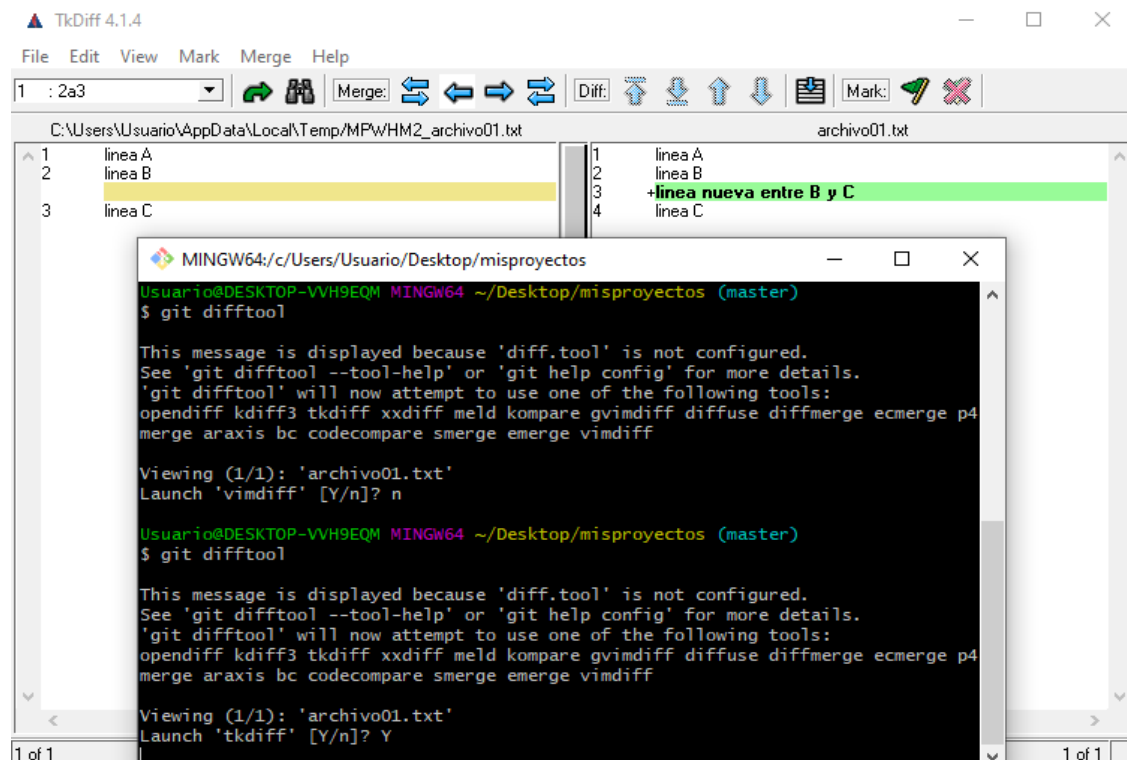 TkDiff 4.1.4
File Edit View Mark Merge Help
1 : 2a3 Merge: Diff: Mark:
C:\Users\Usuario\AppData\Local\Temp/MPWHM2_archivo01.txt archivo01.txt
1 linea A 1 linea A
2 linea B 2 linea B
3 +linea nueva entre B y C
3 linea C 4 linea C
MINGW64:/c/Users/Usuario/Desktop/misproyectos
Usuario@DESKTOP-VVH9EQM MINGW64 ~/Desktop/misproyectos (master)
$ git difftool
This message is displayed because 'diff.tool' is not configured.
See 'git difftool --tool-help' or 'git help config' for more details.
'git difftool' will now attempt to use one of the following tools:
opendiff kdiff3 tkdiff xxdiff meld kompare gvimdiff diffuse diffmerge ecmerge p4
merge araxis bc codecompare smerge emerge vimdiff
Viewing (1/1): 'archivo01.txt'
Launch 'vimdiff' [Y/n]? n
Usuario@DESKTOP-VVH9EQM MINGW64 ~/Desktop/misproyectos (master)
$ git difftool
This message is displayed because 'diff.tool' is not configured.
See 'git difftool --tool-help' or 'git help config' for more details.
'git difftool' will now attempt to use one of the following tools:
opendiff kdiff3 tkdiff xxdiff meld kompare gvimdiff diffuse diffmerge ecmerge p4
merge araxis bc codecompare smerge emerge vimdiff
Viewing (1/1): 'archivo01.txt'
Launch 'tkdiff' [Y/n]? Y
1 of 1 1 of 1